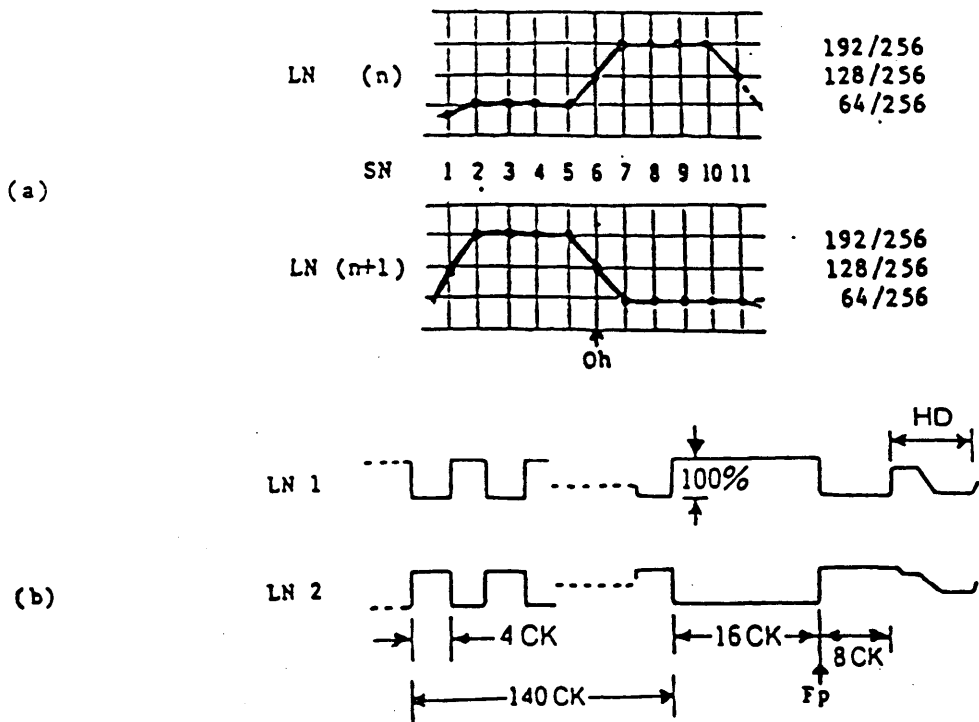 LN (n)
192/256
128/256
64/256
SN 1 2 3 4 5 6 7 8 9 10 11
(a)
LN (n+1)
192/256
128/256
64/256
Oh
HD
LN 1
100%
(b)
LN 2
4 CK
16 CK
8 CK
140 CK
Fp